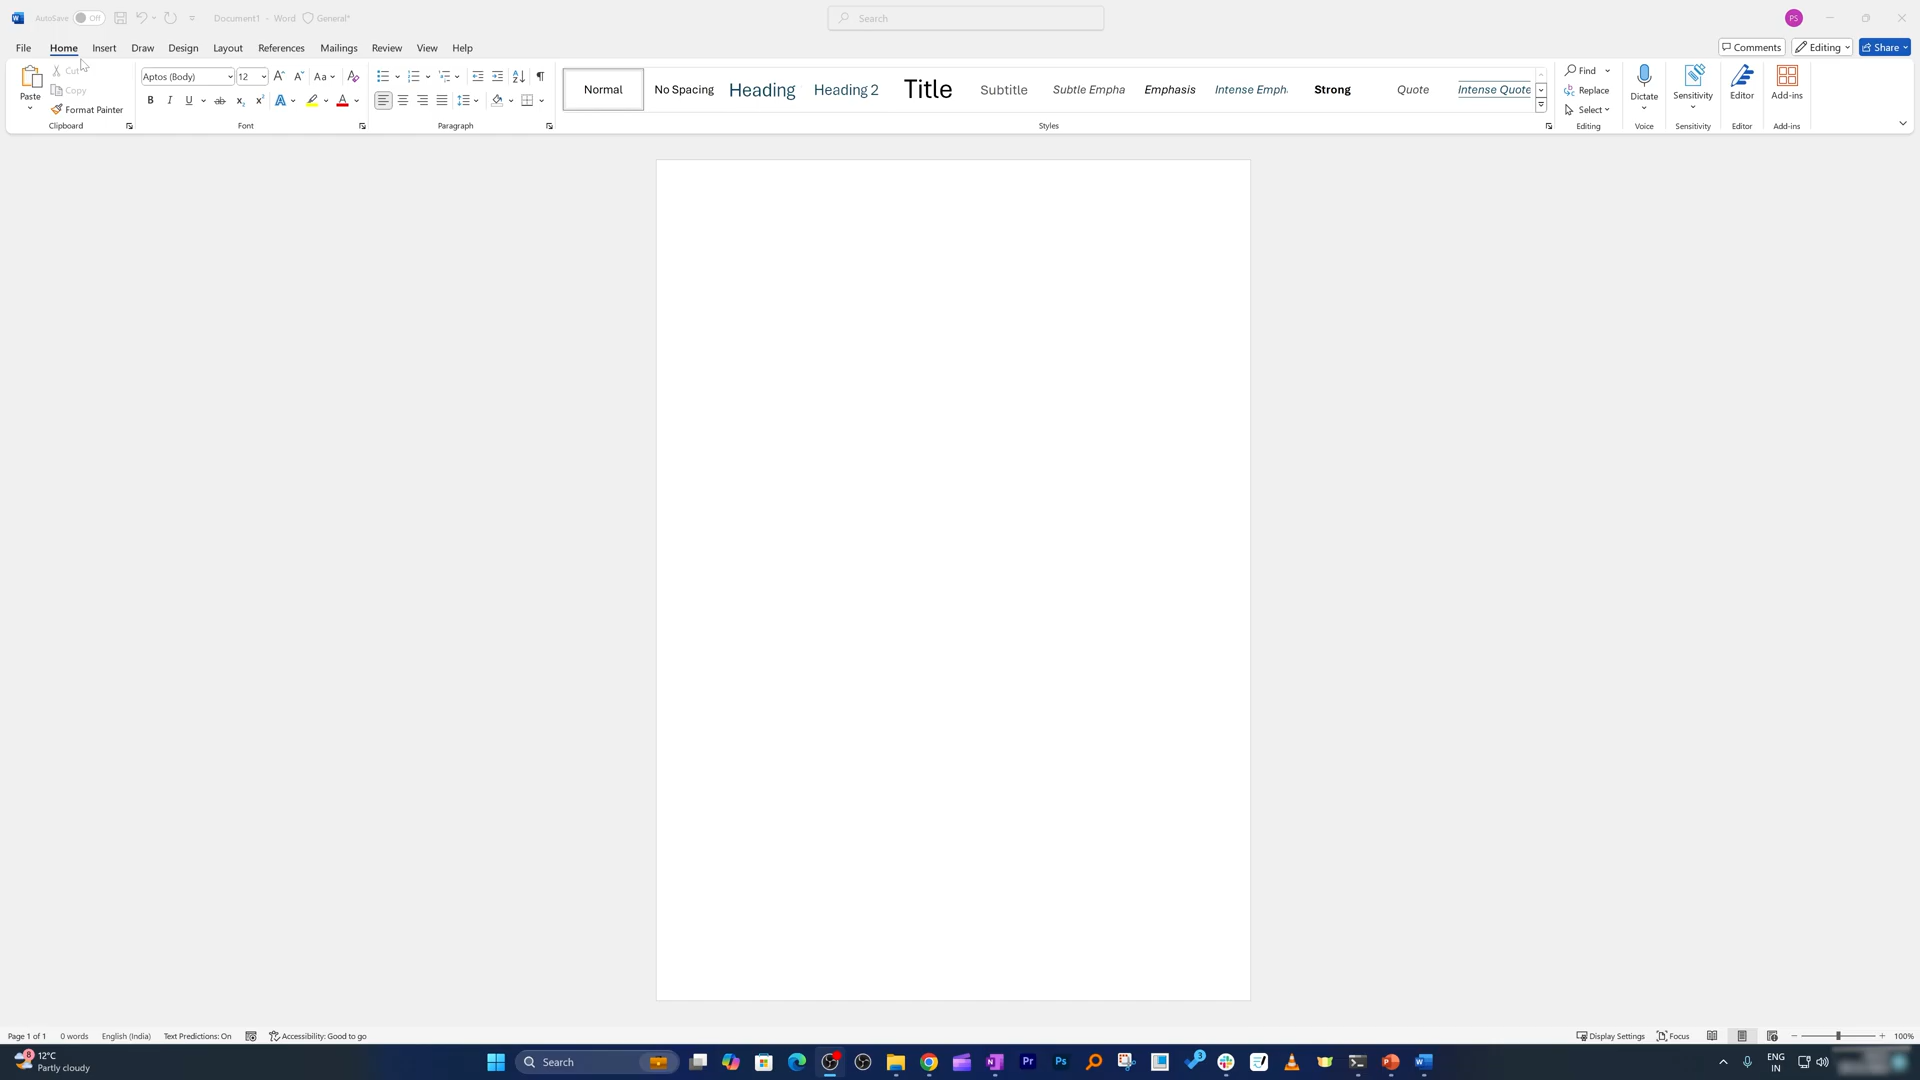 AutoSave Off Document1 - Word General* Search PS
File Home Insert Draw Design Layout References Mailings Review View Help Comments Editing Share
Paste Cut Copy Format Painter Clipboard
Aptos (Body) 12 Aa Font
Paragraph
Normal No Spacing Heading Heading 2 Title Subtitle Subtle Empha Emphasis Intense Emph Strong Quote Intense Quote Styles
Find Replace Select Editing
Dictate Voice
Sensitivity Sensitivity
Editor Editor
Add-ins Add-ins
Page 1 of 1 0 words English (India) Text Predictions: On Accessibility: Good to go Display Settings Focus 100%
12°C Search ENG
Partly cloudy IN